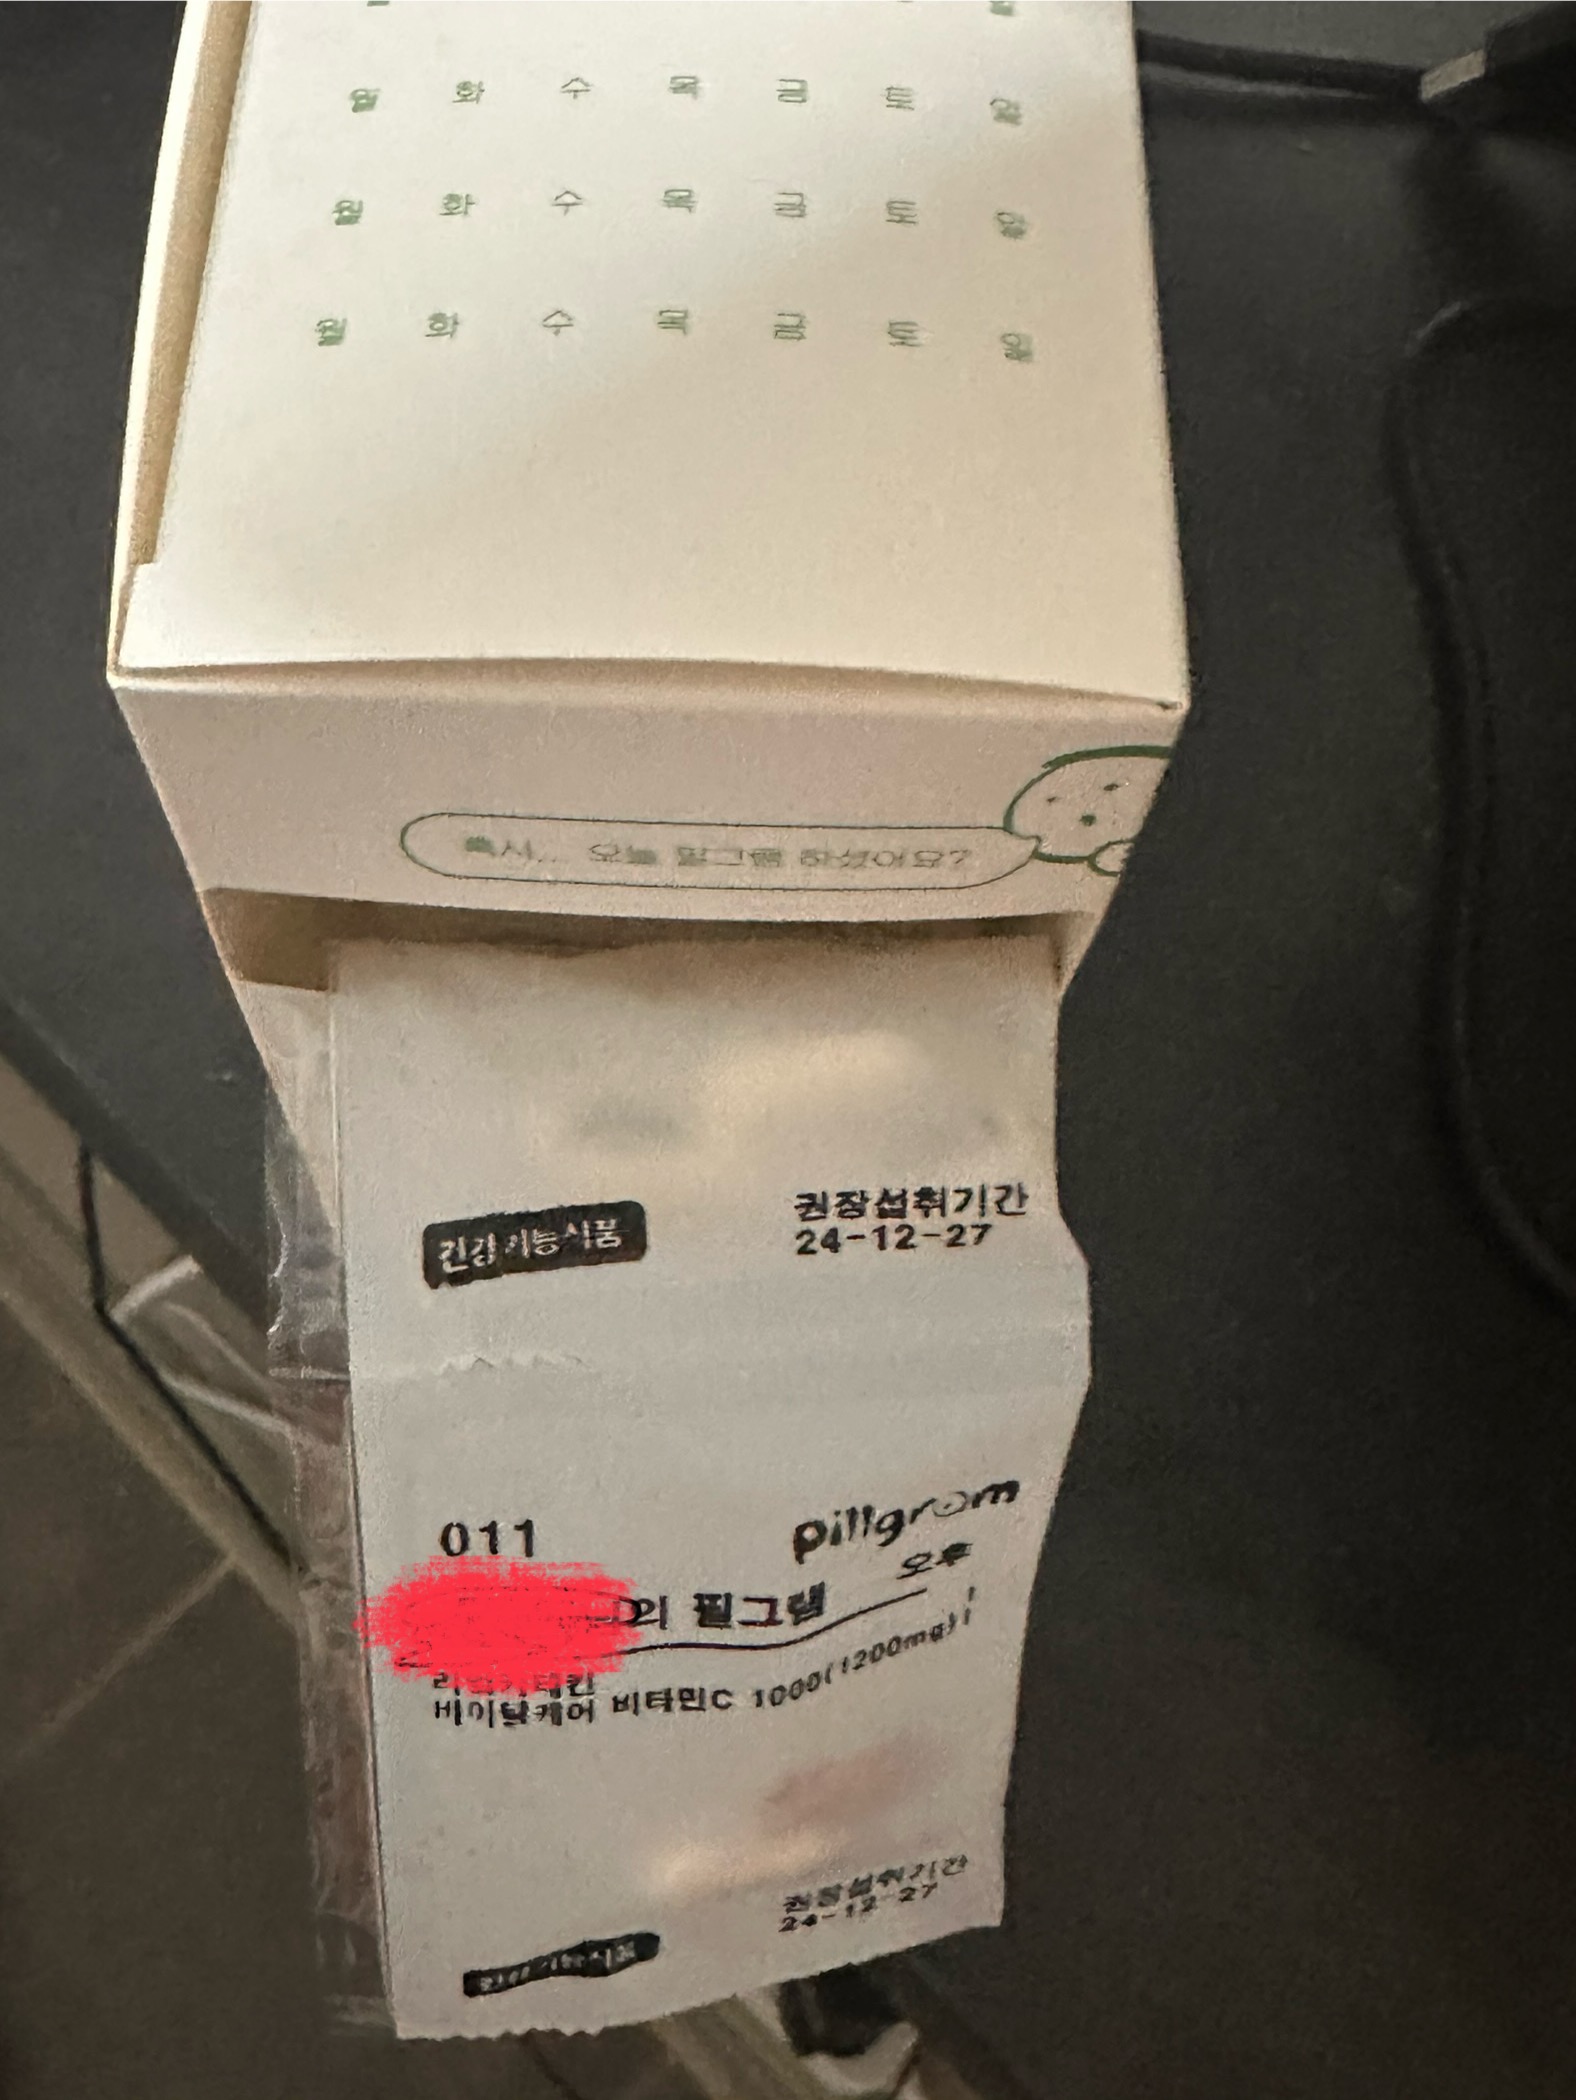 월 화 수 목 금 토 일
월 화 수 목 금 토 일
월 화 수 목 금 토 일
혹시... 오늘 필그램 하셨어요?
건강기능식품
권장섭취기간
24-12-27
011
pillgram
오후
의 필그램
바이탈케어 비타민C 1000(1200mg)
권장섭취기간
24-12-27